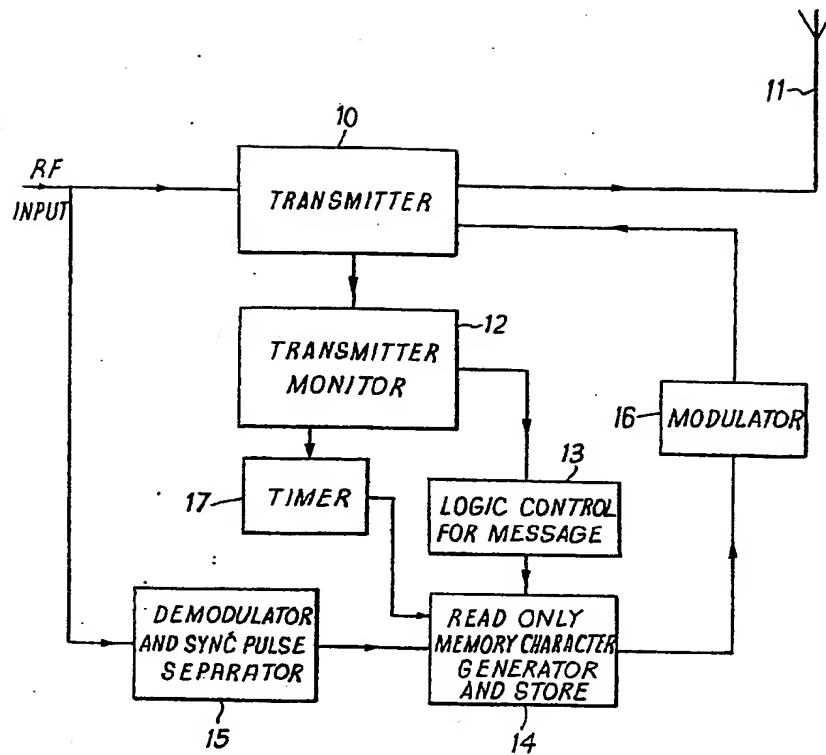 10
11
RF
INPUT
TRANSMITTER
12
TRANSMITTER
MONITOR
16
MODULATOR
13
17
TIMER
LOGIC CONTROL
FOR MESSAGE
DEMODULATOR
AND SYNC PULSE
SEPARATOR
READ ONLY
MEMORY CHARACTER
GENERATOR
AND STORE
15
14